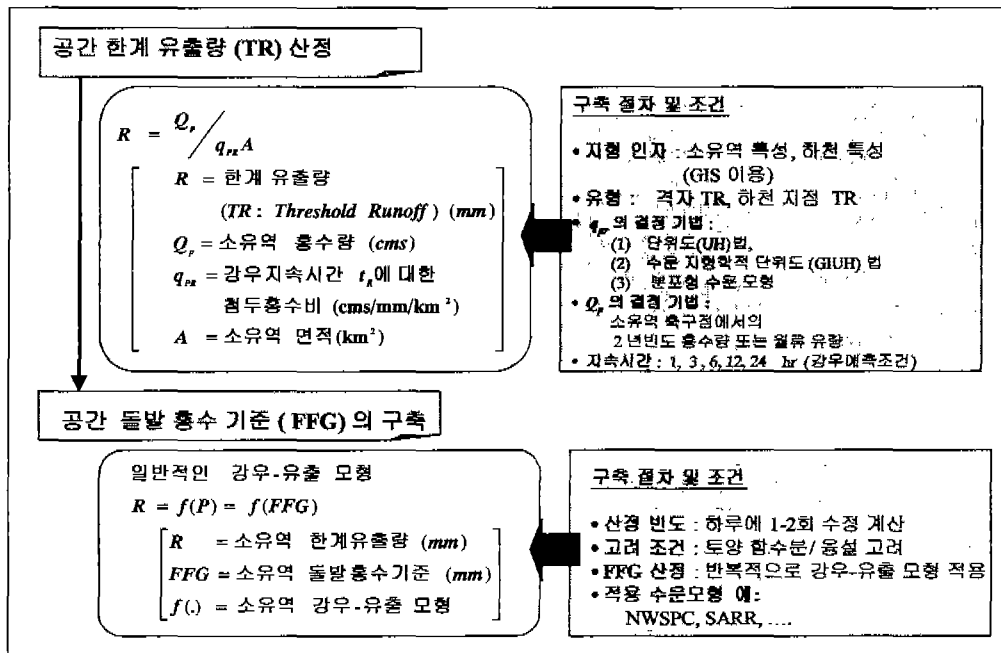 공간 한계 유출량 (TR) 산정
R = Q_p / q_PR A
R = 한계 유출량
(TR : Threshold Runoff) (mm)
Q_p = 소유역 홍수량 (cms)
q_PR = 강우지속시간 t_R에 대한
첨두홍수비 (cms/mm/km²)
A = 소유역 면적(km²)
구축 절차 및 조건
• 지형 인자 : 소유역 특성, 하천 특성
(GIS 이용)
• 유형 : 격자 TR, 하천 지점 TR
• q_PR 의 결정 기법 :
(1) 단위도(UH)법,
(2) 수문 지형학적 단위도 (GIUH) 법
(3) 분포형 수문 모형
• Q_p 의 결정 기법 :
소유역 출구점에서의
2 년빈도 홍수량 또는 월류 유량
• 지속시간 : 1, 3, 6, 12, 24 hr (강우예측조건)
공간 돌발 홍수 기준 ( FFG) 의 구축
일반적인 강우-유출 모형
R = f(P) = f(FFG)
R = 소유역 한계유출량 (mm)
FFG = 소유역 돌발홍수기준 (mm)
f(.) = 소유역 강우-유출 모형
구축 절차 및 조건
• 산정 빈도 : 하루에 1-2회 수정 계산
• 고려 조건 : 토양 함수분/ 융설 고려
• FFG 산정 : 반복적으로 강우-유출 모형 적용
• 적용 수문모형 예:
NWSPC, SARR, ....